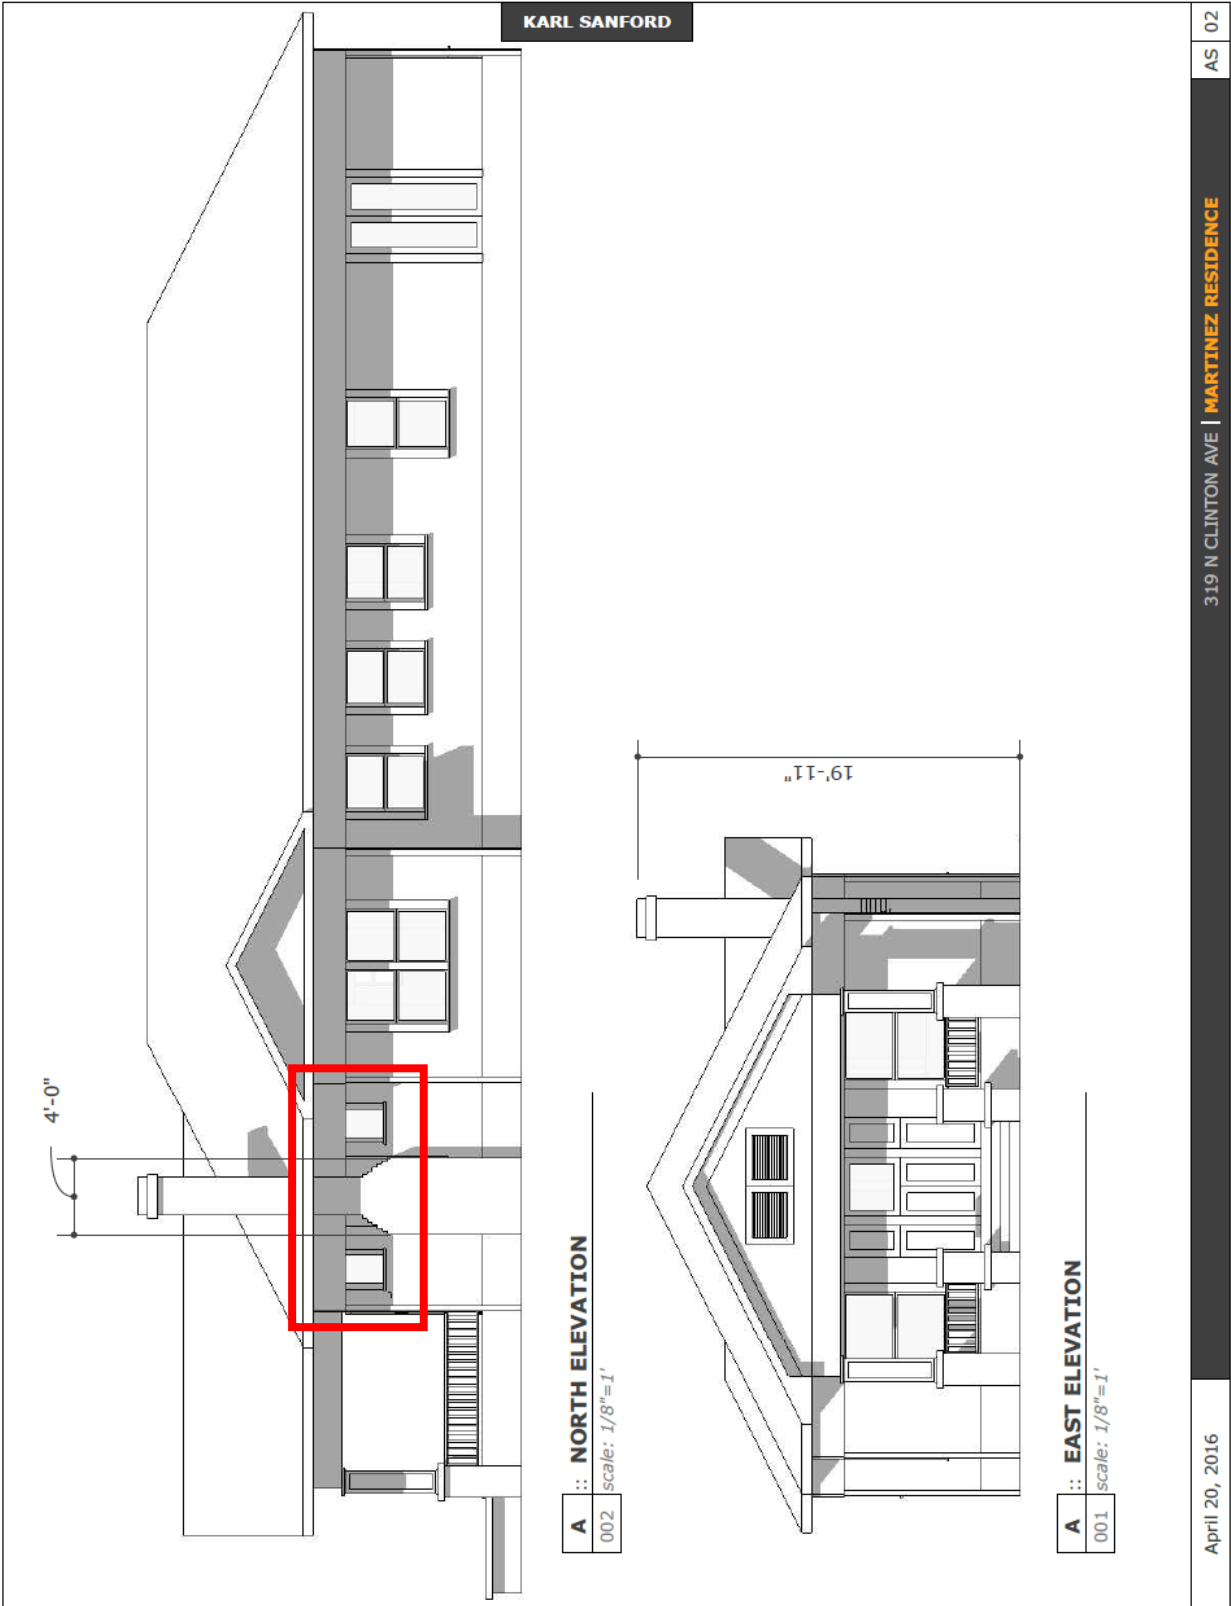 KARL SANFORD
AS 02
319 N CLINTON AVE | MARTINEZ RESIDENCE
April 20, 2016
4'-0"
A :: NORTH ELEVATION
002 scale: 1/8"=1'
19'-11"
A :: EAST ELEVATION
001 scale: 1/8"=1'